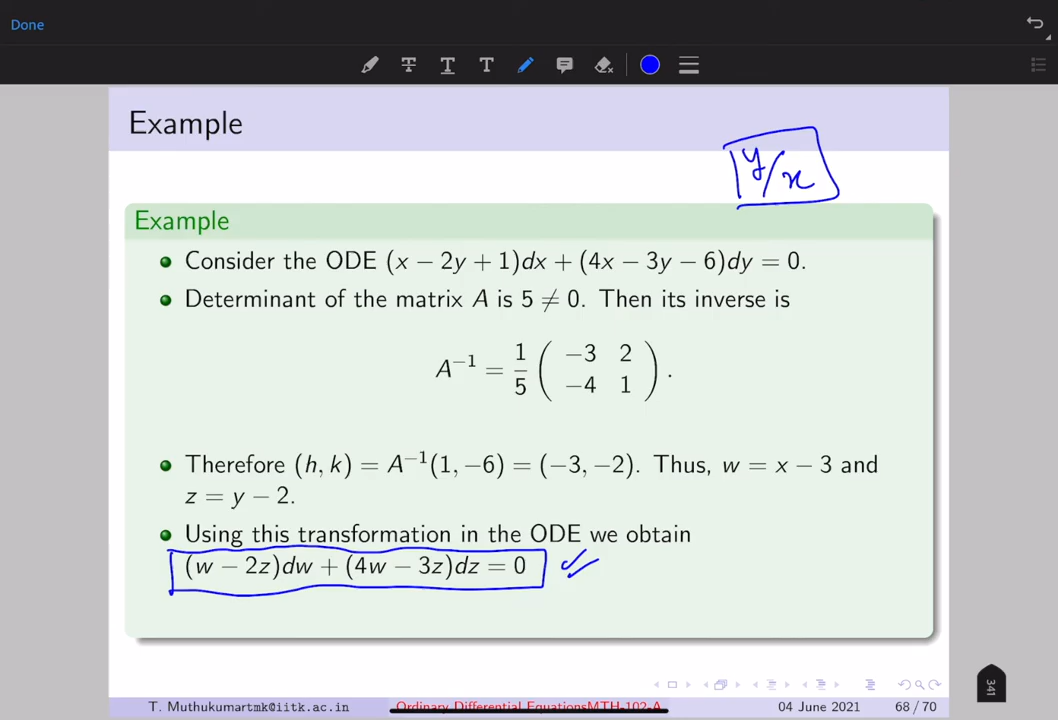 Done
Example
y/x
Example
Consider the ODE (x − 2y + 1)dx + (4x − 3y − 6)dy = 0.
Determinant of the matrix A is 5 ≠ 0. Then its inverse is
A⁻¹ = 1/5 ( −3 2
−4 1 ).
Therefore (h, k) = A⁻¹(1, −6) = (−3, −2). Thus, w = x − 3 and
z = y − 2.
Using this transformation in the ODE we obtain
(w − 2z)dw + (4w − 3z)dz = 0 ✓
341
T. Muthukumartmk@iitk.ac.in Ordinary Differential EquationsMTH-102-A 04 June 2021 68 / 70